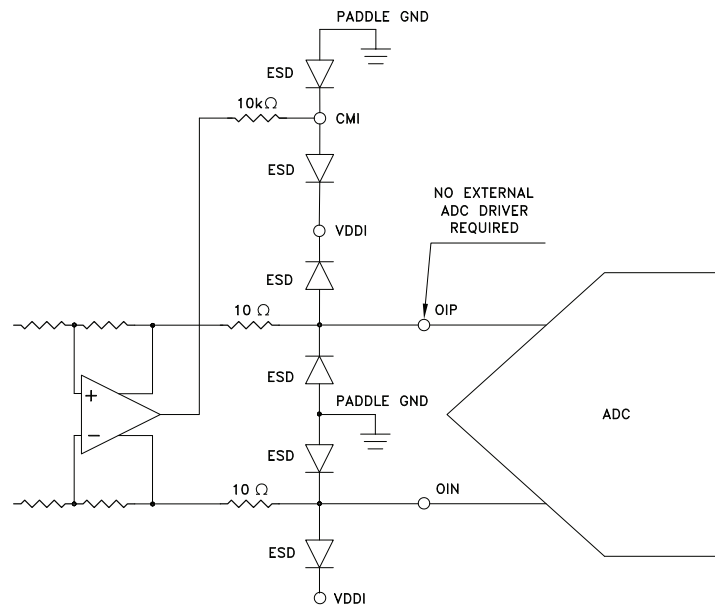 PADDLE GND
ESD
10kΩ
CMI
ESD
NO EXTERNAL
ADC DRIVER
REQUIRED
VDDI
ESD
10 Ω
OIP
ESD
PADDLE GND
+
−
ADC
ESD
10 Ω
OIN
ESD
VDDI